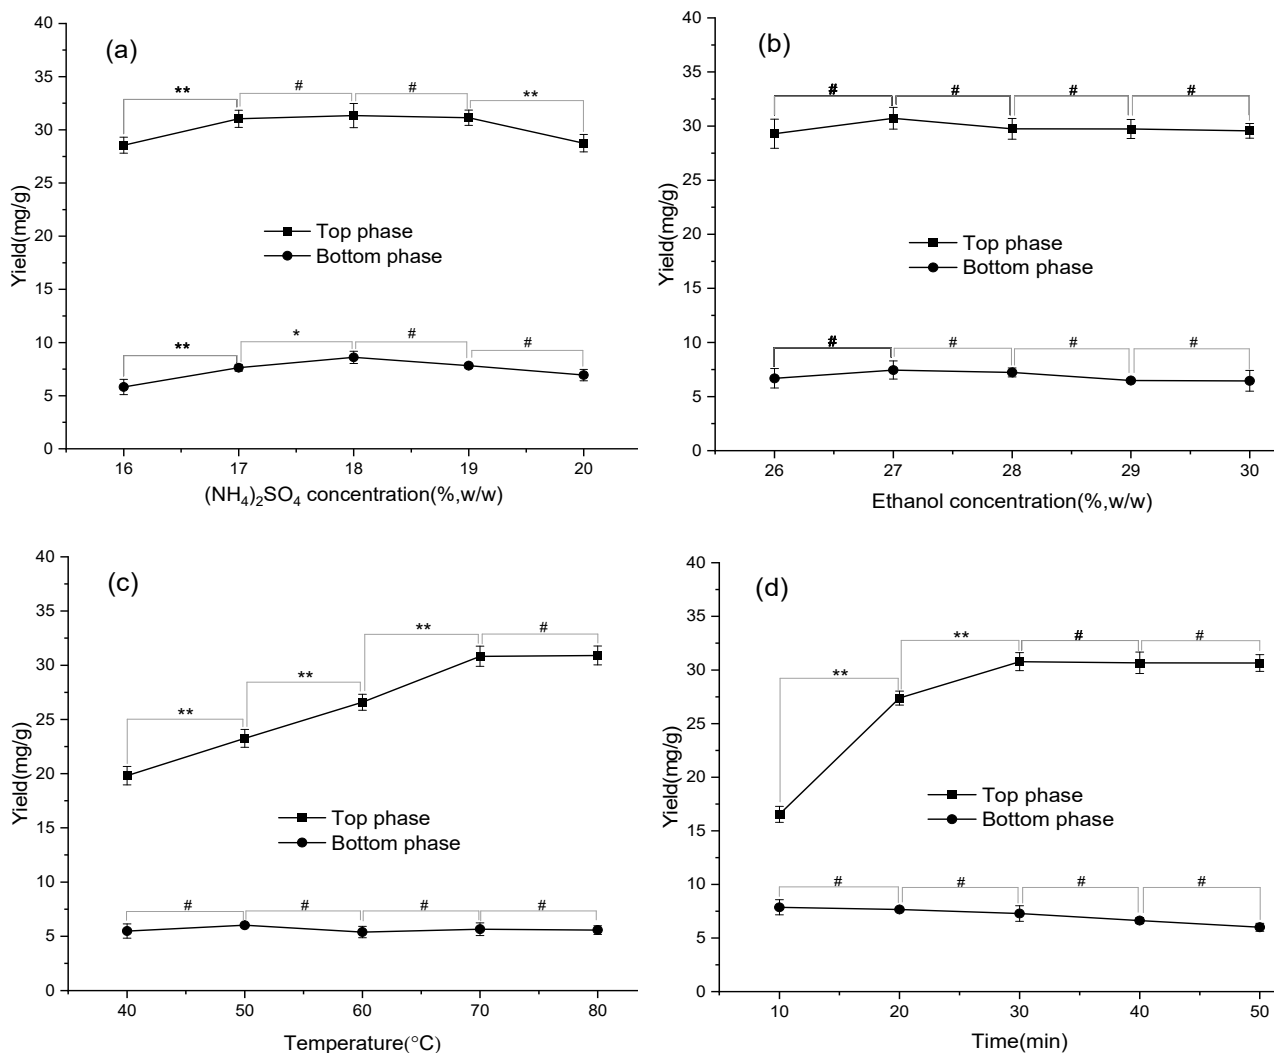 (a)
40
35
30
25
20
15
10
5
0
Yield(mg/g)
** # # **
Top phase
Bottom phase
** * # #
16 17 18 19 20
(NH4)2SO4 concentration(%,w/w)
(b)
40
35
30
25
20
15
10
5
0
Yield(mg/g)
# # # #
Top phase
Bottom phase
# # # #
26 27 28 29 30
Ethanol concentration(%,w/w)
(c)
40
35
30
25
20
15
10
5
0
Yield(mg/g)
** ** ** #
Top phase
Bottom phase
# # # #
40 50 60 70 80
Temperature(°C)
(d)
40
35
30
25
20
15
10
5
0
Yield(mg/g)
** ** # #
Top phase
Bottom phase
# # # #
10 20 30 40 50
Time(min)